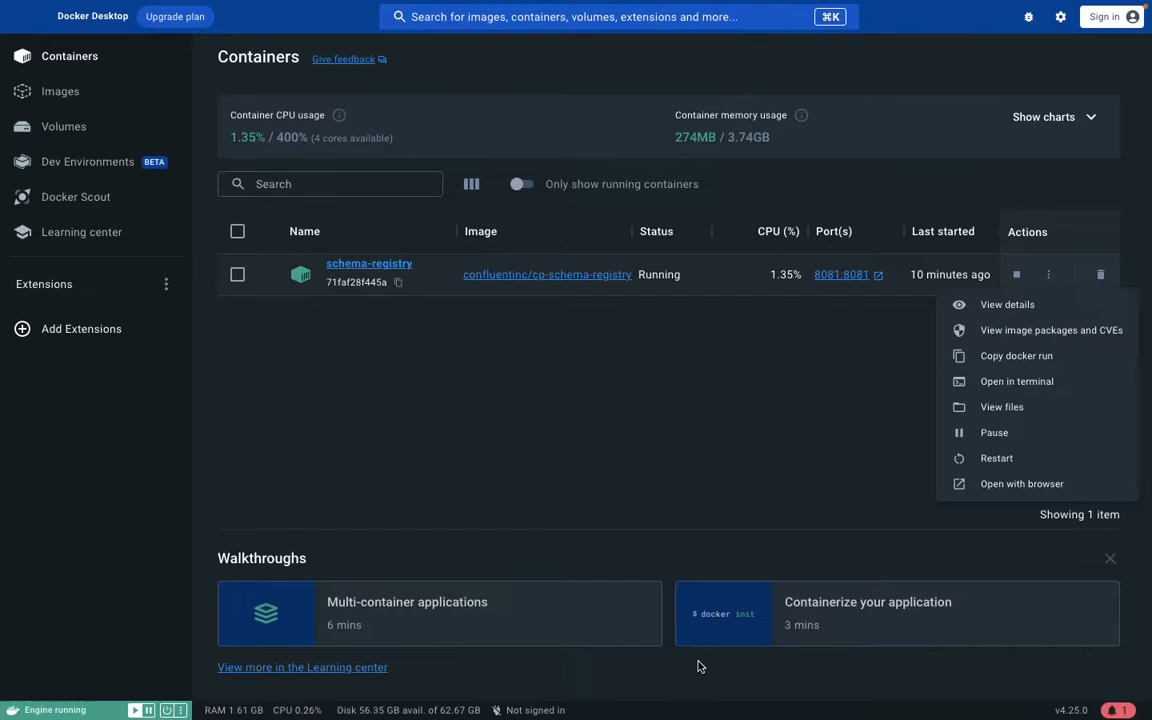 Docker Desktop Upgrade plan Search for images, containers, volumes, extensions and more... ⌘K Sign in
Containers
Images
Volumes
Dev Environments BETA
Docker Scout
Learning center
Extensions
Add Extensions
Containers Give feedback
Container CPU usage
1.35% / 400% (4 cores available)
Container memory usage
274MB / 3.74GB
Show charts
Search Only show running containers
Name Image Status CPU (%) Port(s) Last started Actions
schema-registry
71faf28f445a
confluentinc/cp-schema-registry Running 1.35% 8081:8081 10 minutes ago
View details
View image packages and CVEs
Copy docker run
Open in terminal
View files
Pause
Restart
Open with browser
Showing 1 item
Walkthroughs
Multi-container applications
6 mins
$ docker init
Containerize your application
3 mins
View more in the Learning center
Engine running RAM 1.61 GB CPU 0.26% Disk 56.35 GB avail. of 62.67 GB Not signed in v4.25.0 1